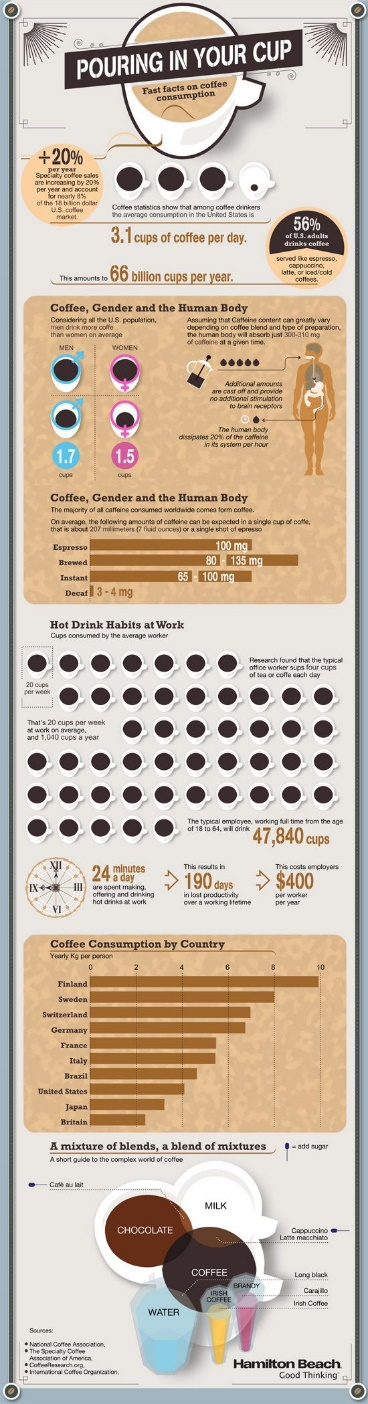 POURING IN YOUR CUP
Fast facts on coffee
consumption
+20%
per year
Specialty coffee sales
are increasing by 20%
per year and account
for nearly 8%
of the 18 billion dollar
U.S. coffee
market.
Coffee statistics show that among coffee drinkers
the average consumption in the United States is
3.1 cups of coffee per day.
56%
of U.S. adults
drinks coffee
served like espresso,
cappuccino,
latte, or iced/cold
coffees.
This amounts to 66 billion cups per year.
Coffee, Gender and the Human Body
Considering all the U.S. population,
men drink more coffe
than women on average
MEN
WOMEN
1.7
cups
1.5
cups
Assuming that Caffeine content can greatly vary
depending on coffee blend and type of preparation,
the human body will absorb just 300-310 mg
of caffeine at a given time.
Additional amounts
are cast off and provide
no additional stimulation
to brain receptors
The human body
dissipates 20% of the caffeine
in its system per hour
Coffee, Gender and the Human Body
The majority of all caffeine consumed worldwide comes form coffee.
On average, the following amounts of caffeine can be expected in a single cup of coffe,
that is about 207 millimeters (7 fluid ounces) or a single shot of epresso
Espresso 100 mg
Brewed 80 - 135 mg
Instant 65 - 100 mg
Decaf 3 - 4 mg
Hot Drink Habits at Work
Cups consumed by the average worker
20 cups
per week
Research found that the typical
office worker sups four cups
of tea or coffe each day
That's 20 cups per week
at work on average,
and 1,040 cups a year
The typical employee, working full time from the age
of 18 to 64, will drink 47,840 cups
XII
III
VI
IX
24 minutes
a day
are spent making,
offering and drinking
hot drinks at work
This results in
190 days
in lost productivity
over a working lifetime
This costs employers
$400
per worker
per year
Coffee Consumption by Country
Yearly Kg per person
0 2 4 6 8 10
Finland
Sweden
Switzerland
Germany
France
Italy
Brazil
United States
Japan
Britain
A mixture of blends, a blend of mixtures
= add sugar
A short guide to the complex world of coffee
Café au lait
MILK
CHOCOLATE
Cappuccino
Latte macchiato
COFFEE
Long black
BRANDY
Carajillo
IRISH
COFFEE
Irish Coffee
WATER
Sources:
National Coffee Association,
The Specialty Coffee
Association of America,
CoffeeResearch.org,
International Coffee Organization,
Hamilton Beach
Good Thinking